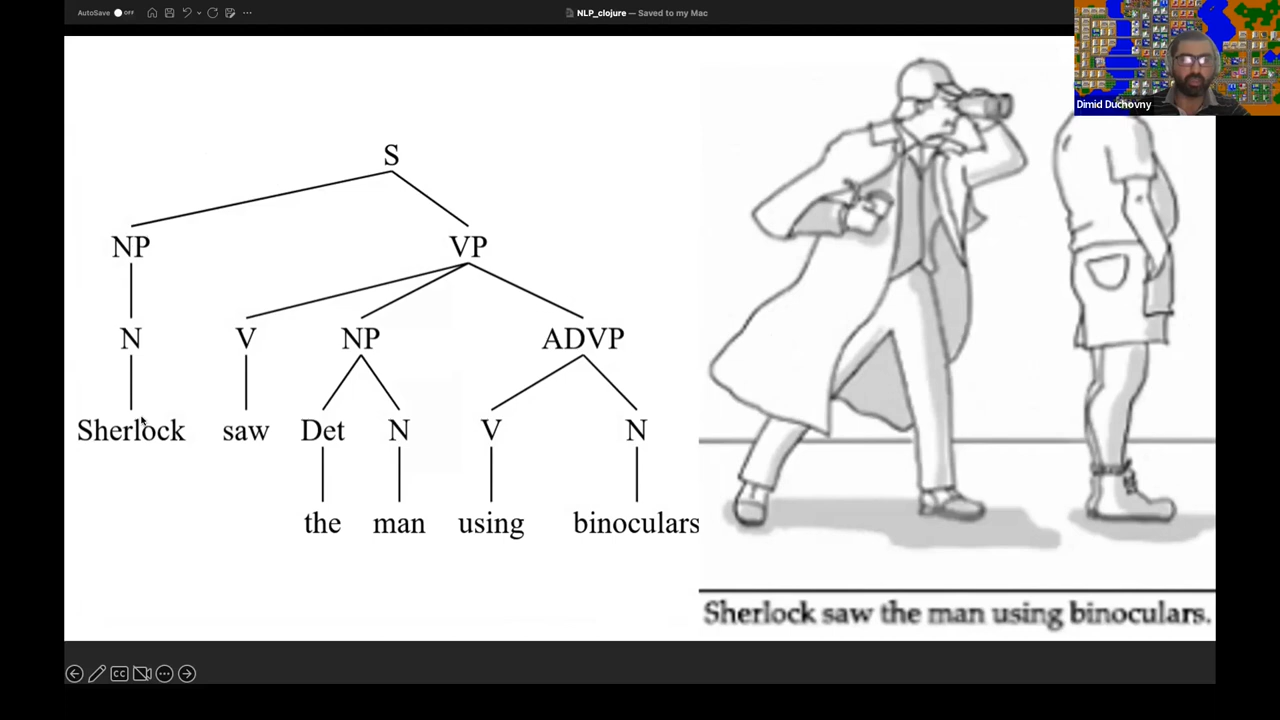 AutoSave OFF
NLP_clojure — Saved to my Mac
Dimid Duchovny
S
NP VP
N V NP ADVP
Sherlock saw Det N V N
the man using binoculars
Sherlock saw the man using binoculars.
CC